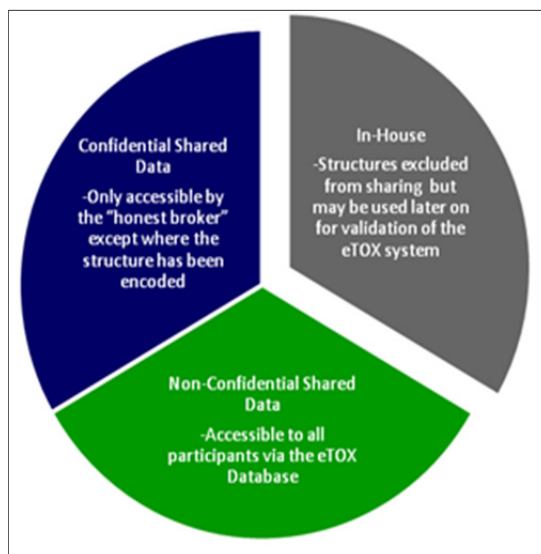 Confidential Shared
Data
-Only accessible by
the “honest broker”
except where the
structure has been
encoded
In-House
-Structures excluded
from sharing but
may be used later on
for validation of the
eTOX system
Non-Confidential Shared
Data
-Accessible to all
participants via the eTOX
Database